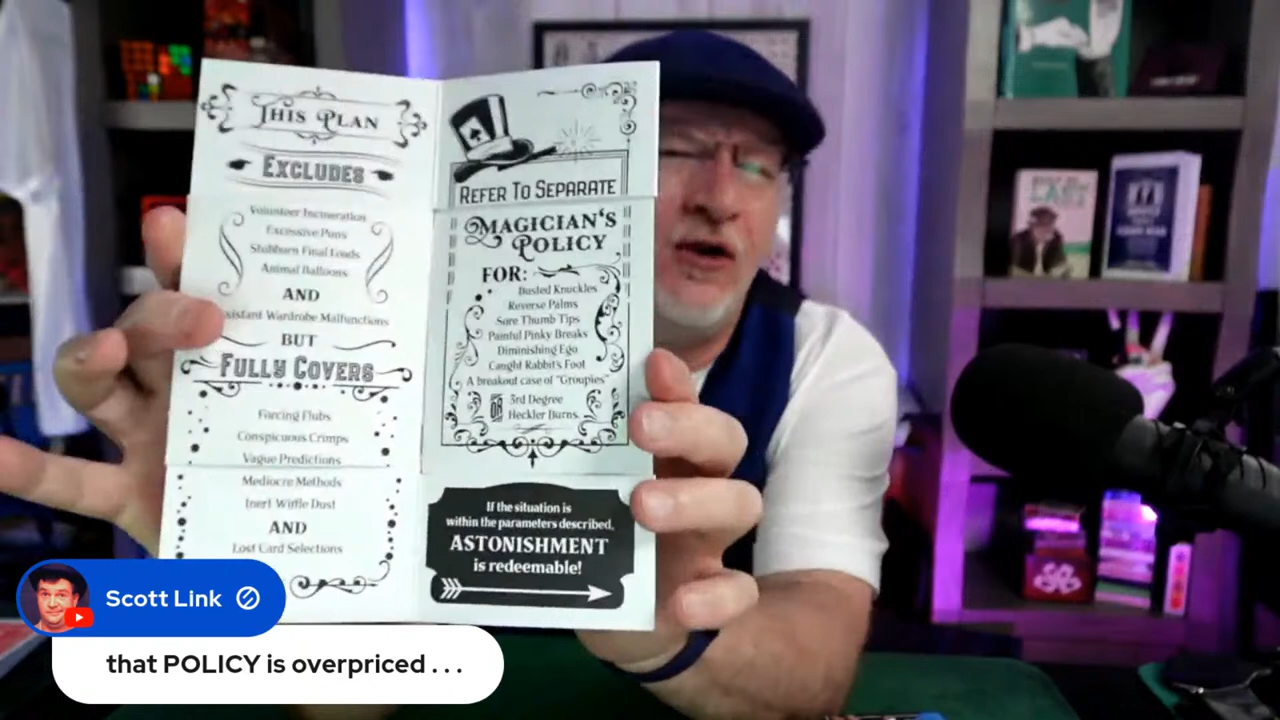 THIS PLAN
EXCLUDES
Volunteer Incineration
Excessive Puns
Stubborn Final Loads
Animal Balloons
AND
sistant Wardrobe Malfunctions
BUT
FULLY COVERS
Forcing Flubs
Conspicuous Crimps
Vague Predictions
Mediocre Methods
Inert Wiffle Dust
AND
Lost Card Selections
REFER TO SEPARATE
MAGICIAN'S
POLICY
FOR:
Busted Knuckles
Reverse Palms
Sore Thumb Tips
Painful Pinky Breaks
Diminishing Ego
Caught Rabbit's Foot
A breakout case of "Groupies"
OR 3rd Degree
Heckler Burns.
If the situation is
within the parameters described,
ASTONISHMENT
is redeemable!
Scott Link
that POLICY is overpriced . . .